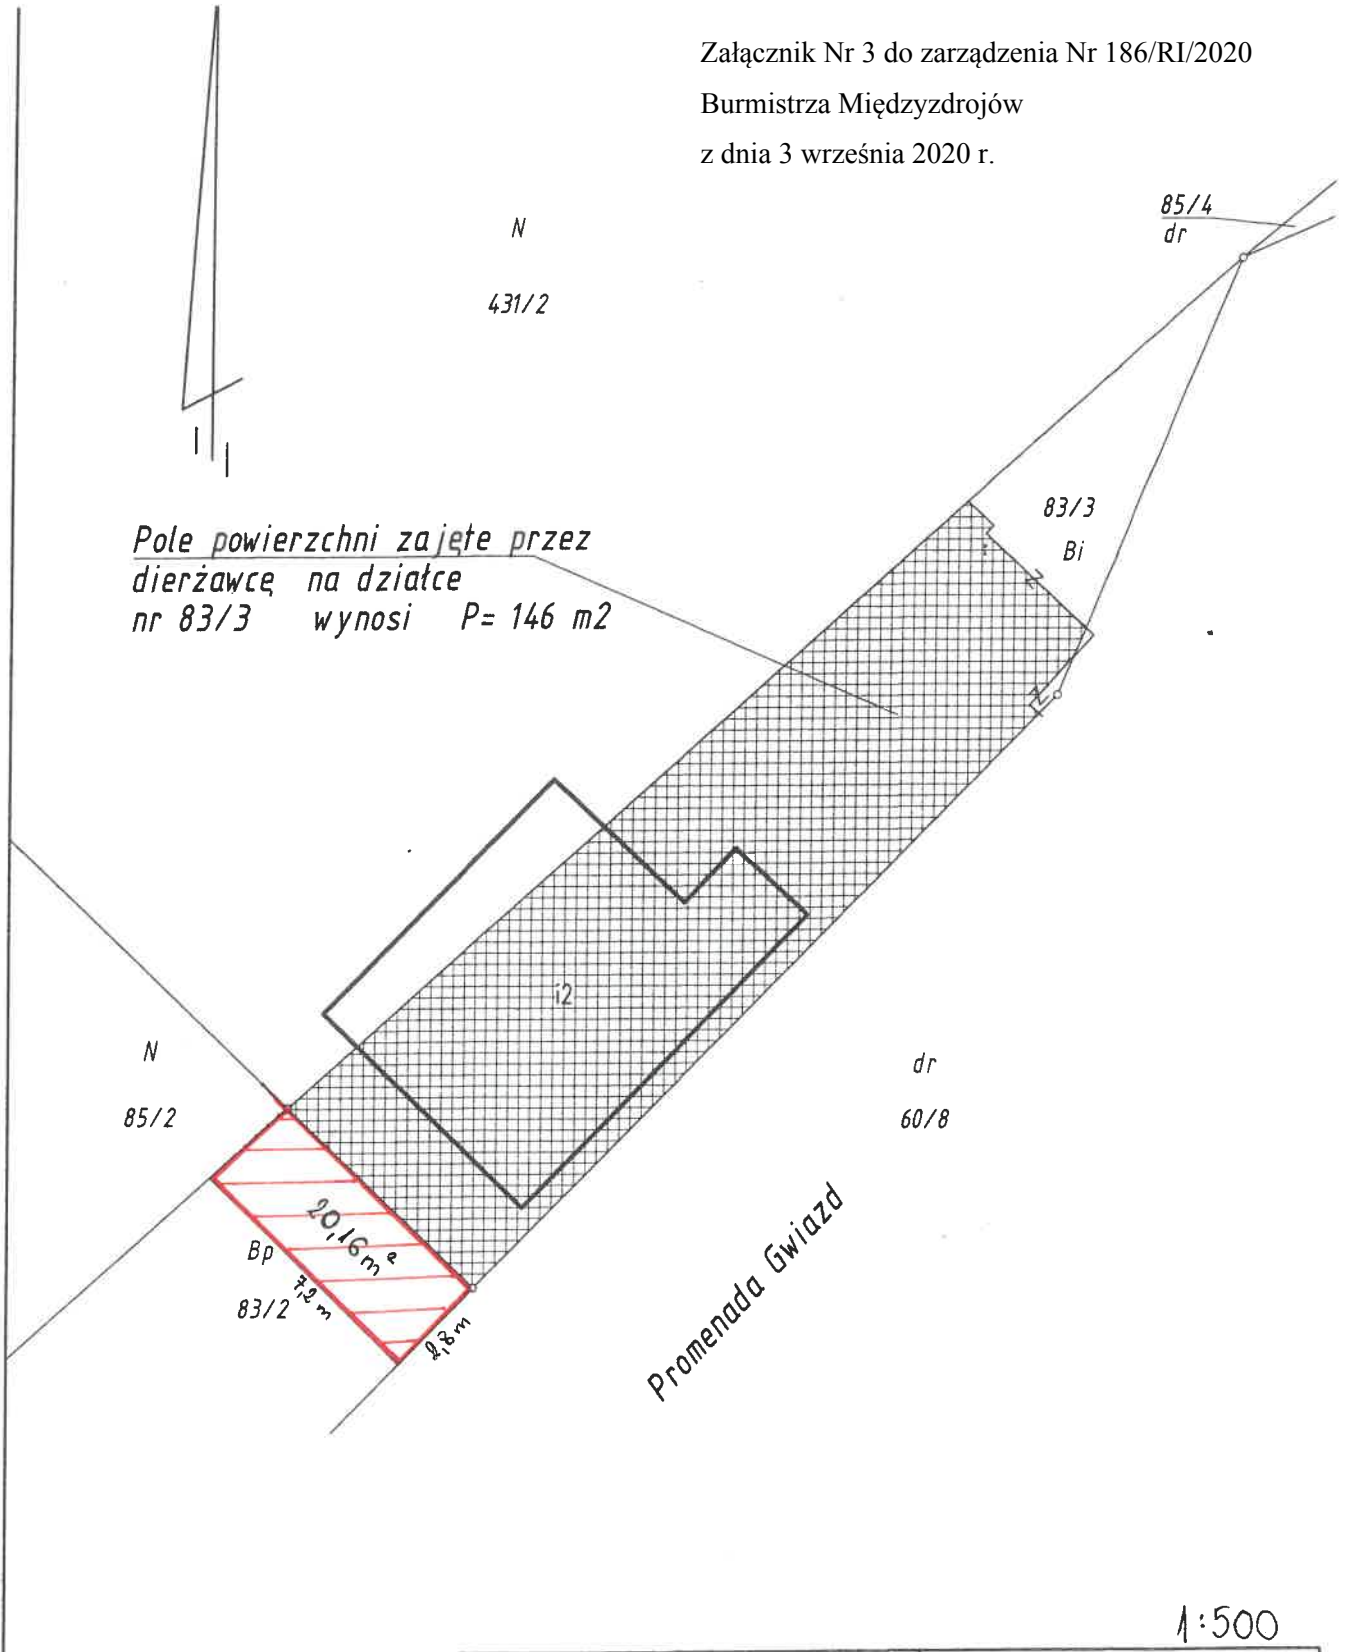 Załącznik Nr 3 do zarządzenia Nr 186/RI/2020
Burmistrza Międzyzdrojów
z dnia 3 września 2020 r.
85/4
dr
N
431/2
83/3
Bi
Pole powierzchni zajęte przez
dierżawcę na działce
nr 83/3 wynosi P= 146 m2
i2
N
85/2
dr
60/8
20,16 m²
Bp
83/2
7,2 m
2,8 m
Promenada Gwiazd
1:500